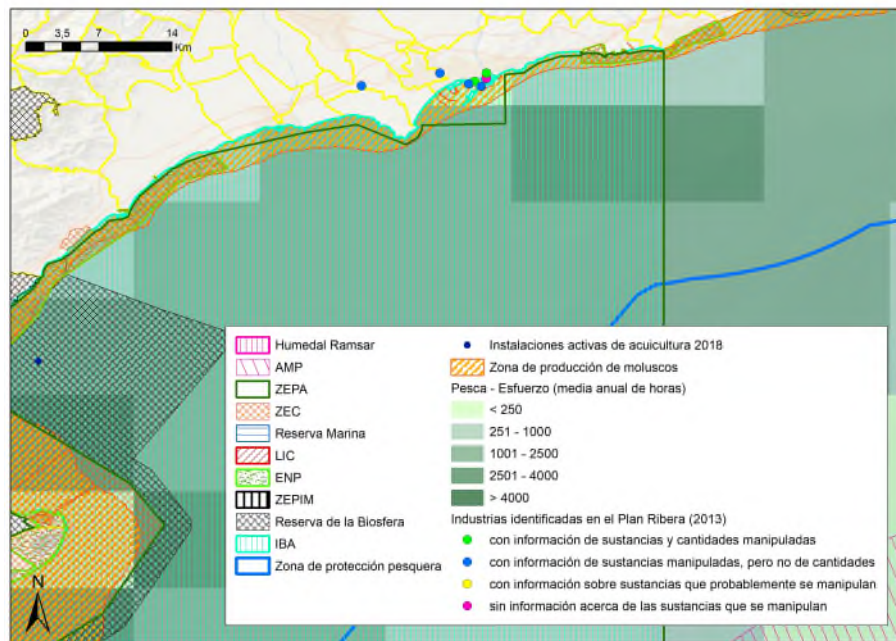 0 3,5 7 14
Km
Humedal Ramsar
AMP
ZEPA
ZEC
Reserva Marina
LIC
ENP
ZEPIM
Reserva de la Biosfera
IBA
Zona de protección pesquera
Instalaciones activas de acuicultura 2018
Zona de producción de moluscos
Pesca - Esfuerzo (media anual de horas)
< 250
251 - 1000
1001 - 2500
2501 - 4000
> 4000
Industrias identificadas en el Plan Ribera (2013)
con información de sustancias y cantidades manipuladas
con información de sustancias manipuladas, pero no de cantidades
con información sobre sustancias que probablemente se manipulan
sin información acerca de las sustancias que se manipulan
N